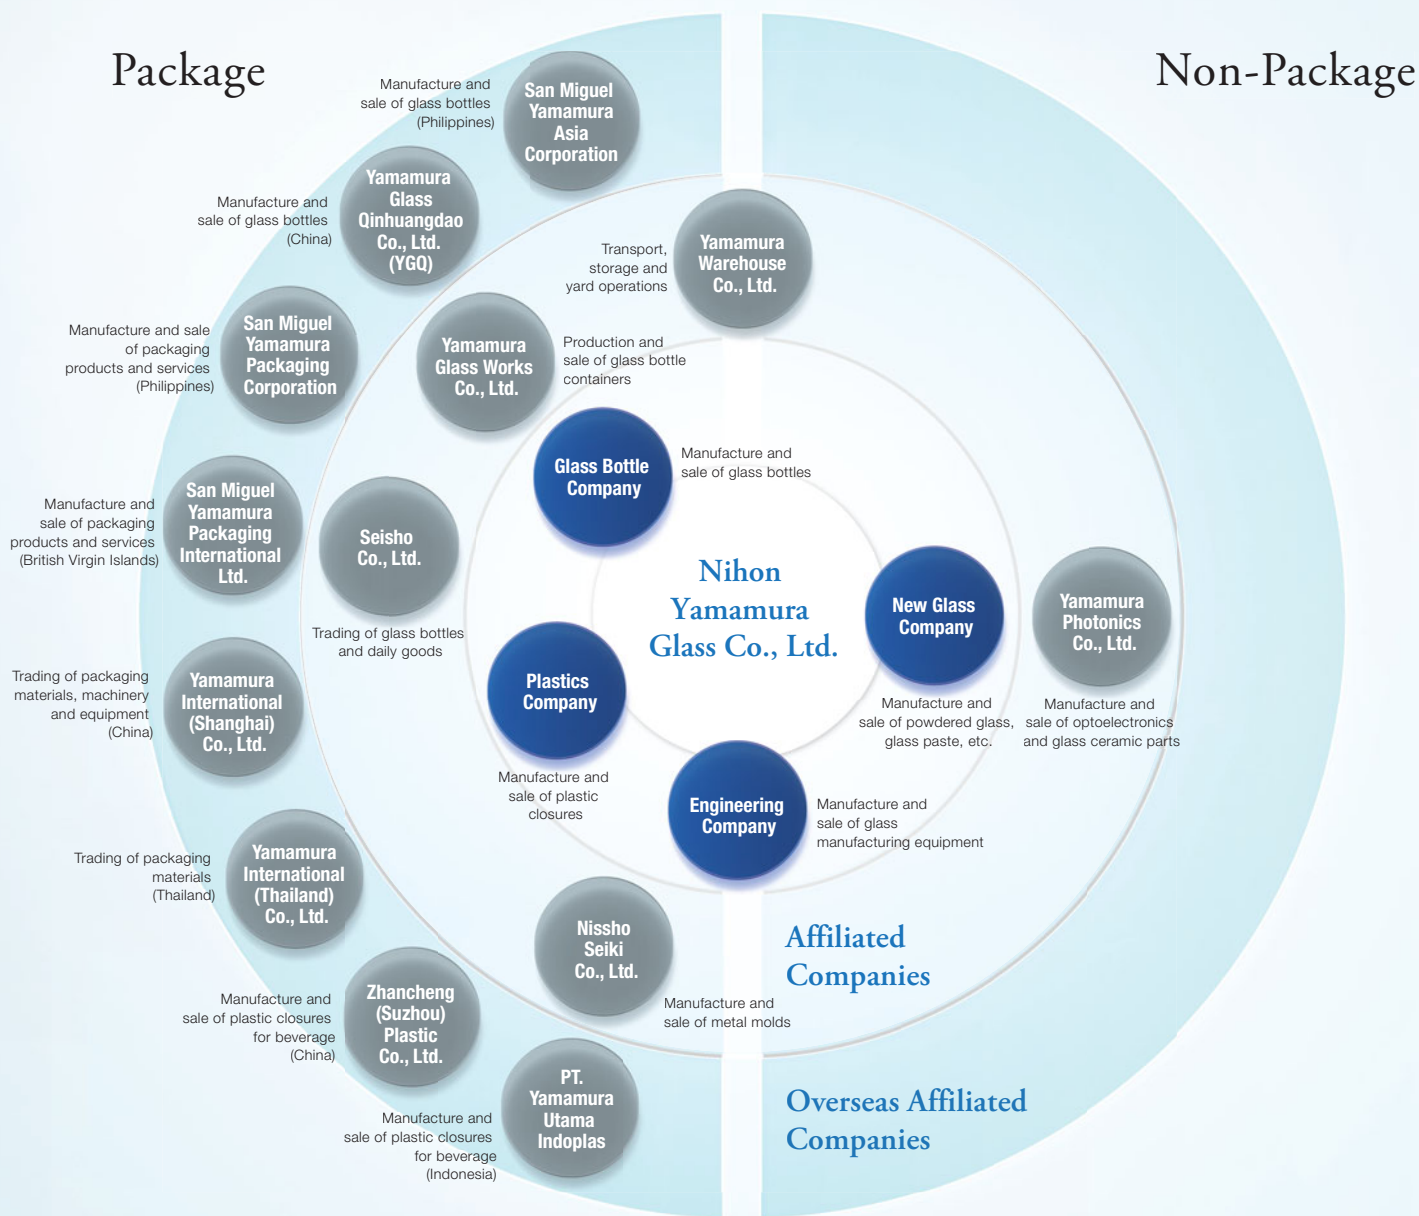 Package
Non-Package
Manufacture and
sale of glass bottles
(Philippines)
San Miguel
Yamamura
Asia
Corporation
Manufacture and
sale of glass bottles
(China)
Yamamura
Glass
Qinhuangdao
Co., Ltd.
(YGQ)
Transport,
storage and
yard operations
Yamamura
Warehouse
Co., Ltd.
Manufacture and sale
of packaging
products and services
(Philippines)
San Miguel
Yamamura
Packaging
Corporation
Yamamura
Glass Works
Co., Ltd.
Production and
sale of glass bottle
containers
Glass Bottle
Company
Manufacture and
sale of glass bottles
Manufacture and
sale of packaging
products and services
(British Virgin Islands)
San Miguel
Yamamura
Packaging
International
Ltd.
Seisho
Co., Ltd.
Trading of glass bottles
and daily goods
Nihon
Yamamura
Glass Co., Ltd.
New Glass
Company
Manufacture and
sale of powdered glass,
glass paste, etc.
Yamamura
Photonics
Co., Ltd.
Manufacture and
sale of optoelectronics
and glass ceramic parts
Trading of packaging
materials, machinery
and equipment
(China)
Yamamura
International
(Shanghai)
Co., Ltd.
Plastics
Company
Manufacture and
sale of plastic
closures
Engineering
Company
Manufacture and
sale of glass
manufacturing equipment
Trading of packaging
materials
(Thailand)
Yamamura
International
(Thailand)
Co., Ltd.
Nissho
Seiki
Co., Ltd.
Manufacture and
sale of metal molds
Affiliated
Companies
Manufacture and
sale of plastic closures
for beverage
(China)
Zhancheng
(Suzhou)
Plastic
Co., Ltd.
Manufacture and
sale of plastic closures
for beverage
(Indonesia)
PT.
Yamamura
Utama
Indoplas
Overseas Affiliated
Companies